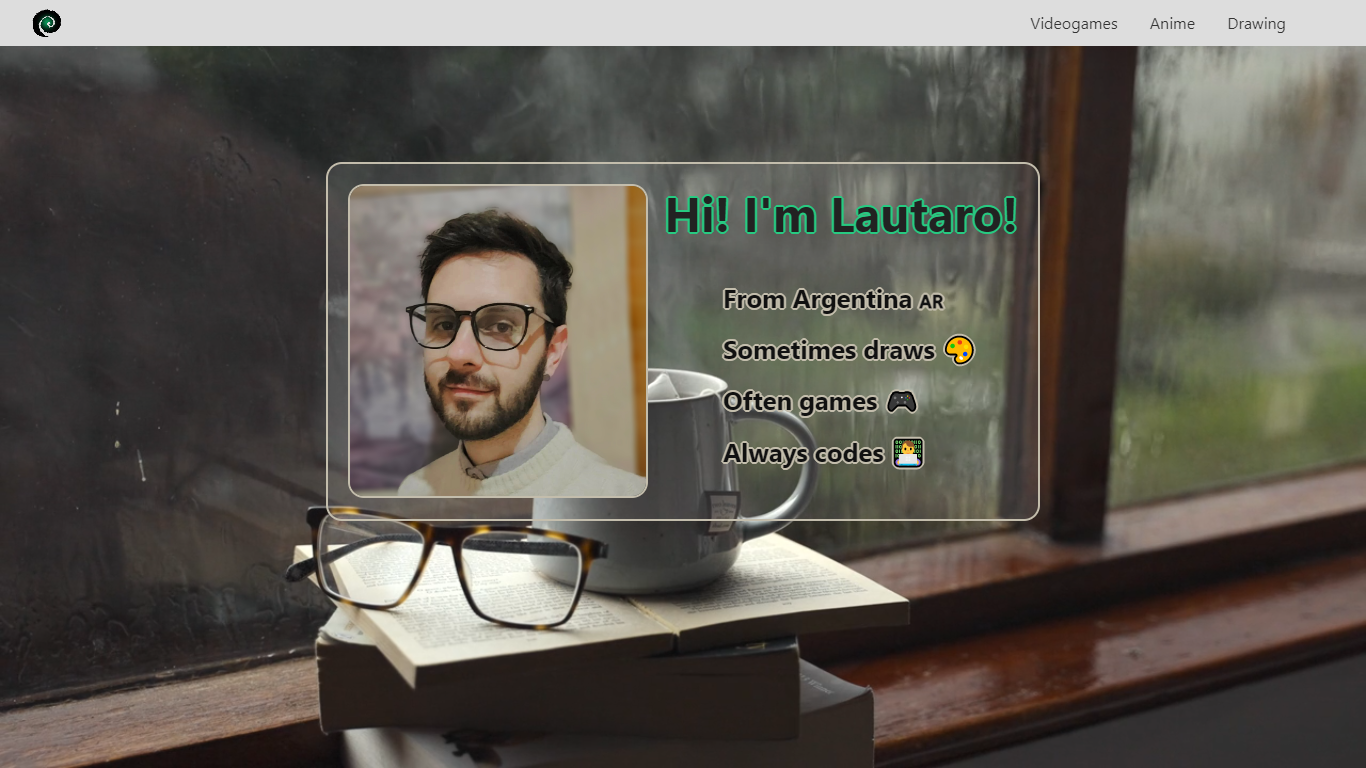 Videogames Anime Drawing
Hi! I'm Lautaro!
From Argentina AR
Sometimes draws 🎨
Often games 🎮
Always codes 👨‍💻